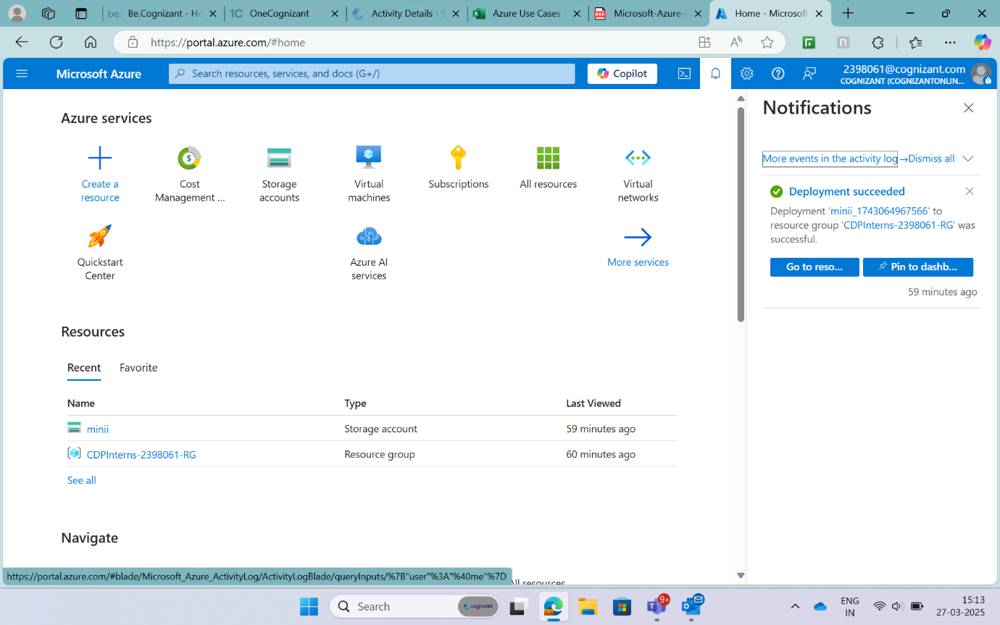 be. Be.Cognizant - Ho
1C OneCognizant
Activity Details - S
Azure Use Cases
PDF Microsoft-Azure-
Home - Microsoft
https://portal.azure.com/#home
Microsoft Azure
Search resources, services, and docs (G+/)
Copilot
2398061@cognizant.com
COGNIZANT (COGNIZANTONLIN...
Azure services
Create a
resource
Cost
Management ...
Storage
accounts
Virtual
machines
Subscriptions
All resources
Virtual
networks
Quickstart
Center
Azure AI
services
More services
Resources
Recent
Favorite
Name Type Last Viewed
minii Storage account 59 minutes ago
CDPInterns-2398061-RG Resource group 60 minutes ago
See all
Navigate
All resources
https://portal.azure.com/#blade/Microsoft_Azure_ActivityLog/ActivityLogBlade/queryInputs/%7B"user"%3A"%40me"%7D
Notifications
More events in the activity log →
Dismiss all
Deployment succeeded
Deployment 'minii_1743064967566' to
resource group 'CDPInterns-2398061-RG' was
successful.
Go to reso...
Pin to dashb...
59 minutes ago
Search
cognizant
9+
ENG
IN
15:13
27-03-2025